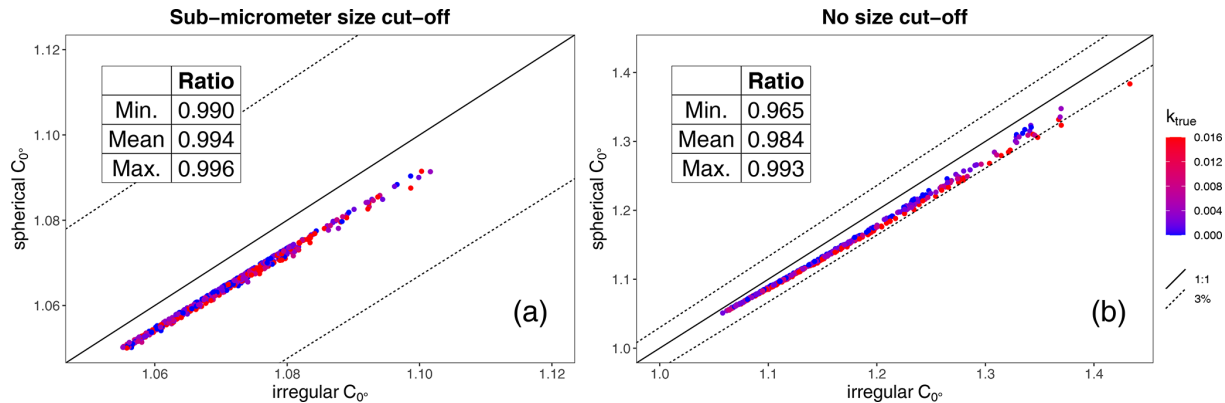 Sub−micrometer size cut−off
Ratio
Min. 0.990
Mean 0.994
Max. 0.996
(a)
1.12
1.10
1.08
1.06
spherical C0°
1.06 1.08 1.10 1.12
irregular C0°
No size cut−off
Ratio
Min. 0.965
Mean 0.984
Max. 0.993
(b)
1.4
1.3
1.2
1.1
1.0
spherical C0°
1.0 1.1 1.2 1.3 1.4
irregular C0°
ktrue
0.016
0.012
0.008
0.004
0.000
1:1
3%